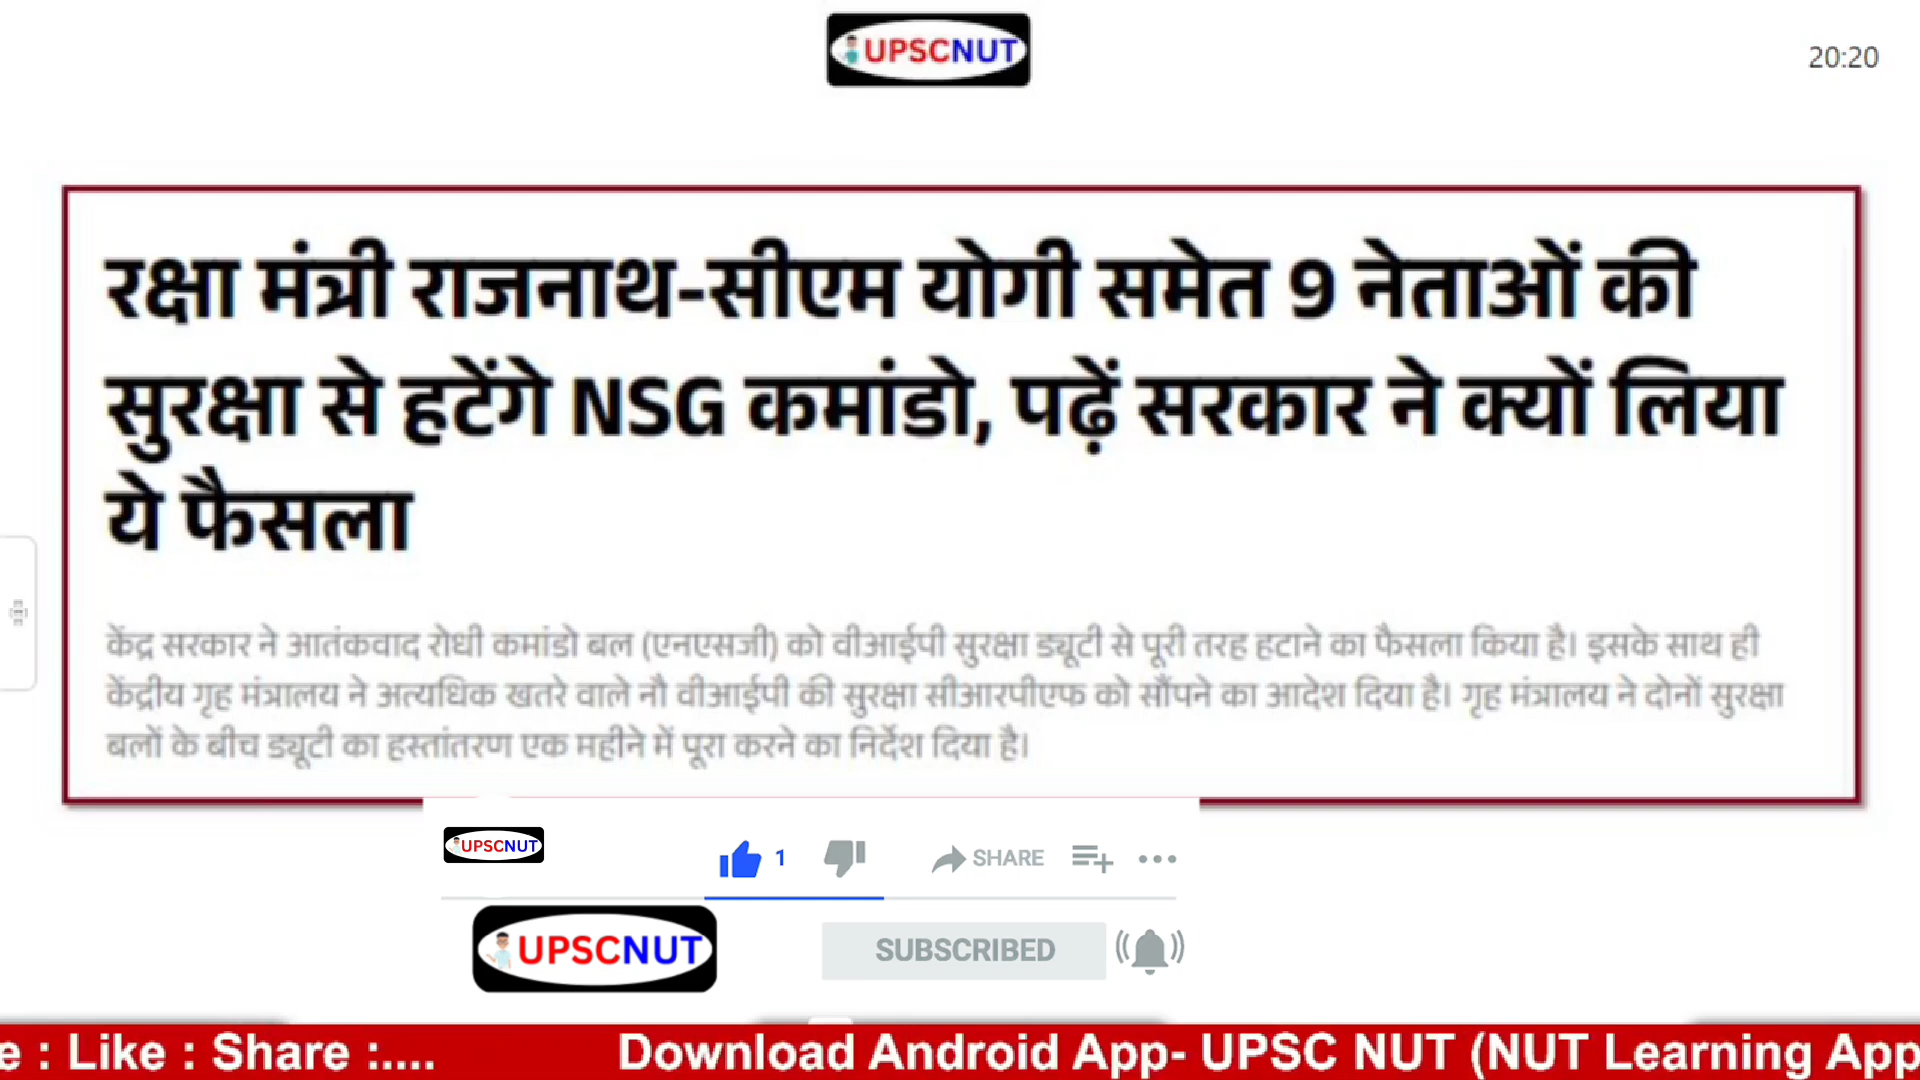 UPSCNUT
20:20
रक्षा मंत्री राजनाथ-सीएम योगी समेत 9 नेताओं की
सुरक्षा से हटेंगे NSG कमांडो, पढ़ें सरकार ने क्यों लिया
ये फैसला
केंद्र सरकार ने आतंकवाद रोधी कमांडो बल (एनएसजी) को वीआईपी सुरक्षा ड्यूटी से पूरी तरह हटाने का फैसला किया है। इसके साथ ही
केंद्रीय गृह मंत्रालय ने अत्यधिक खतरे वाले नौ वीआईपी की सुरक्षा सीआरपीएफ को सौंपने का आदेश दिया है। गृह मंत्रालय ने दोनों सुरक्षा
बलों के बीच ड्यूटी का हस्तांतरण एक महीने में पूरा करने का निर्देश दिया है।
UPSCNUT
1
SHARE
UPSCNUT
SUBSCRIBED
e : Like : Share :.... Download Android App- UPSC NUT (NUT Learning App